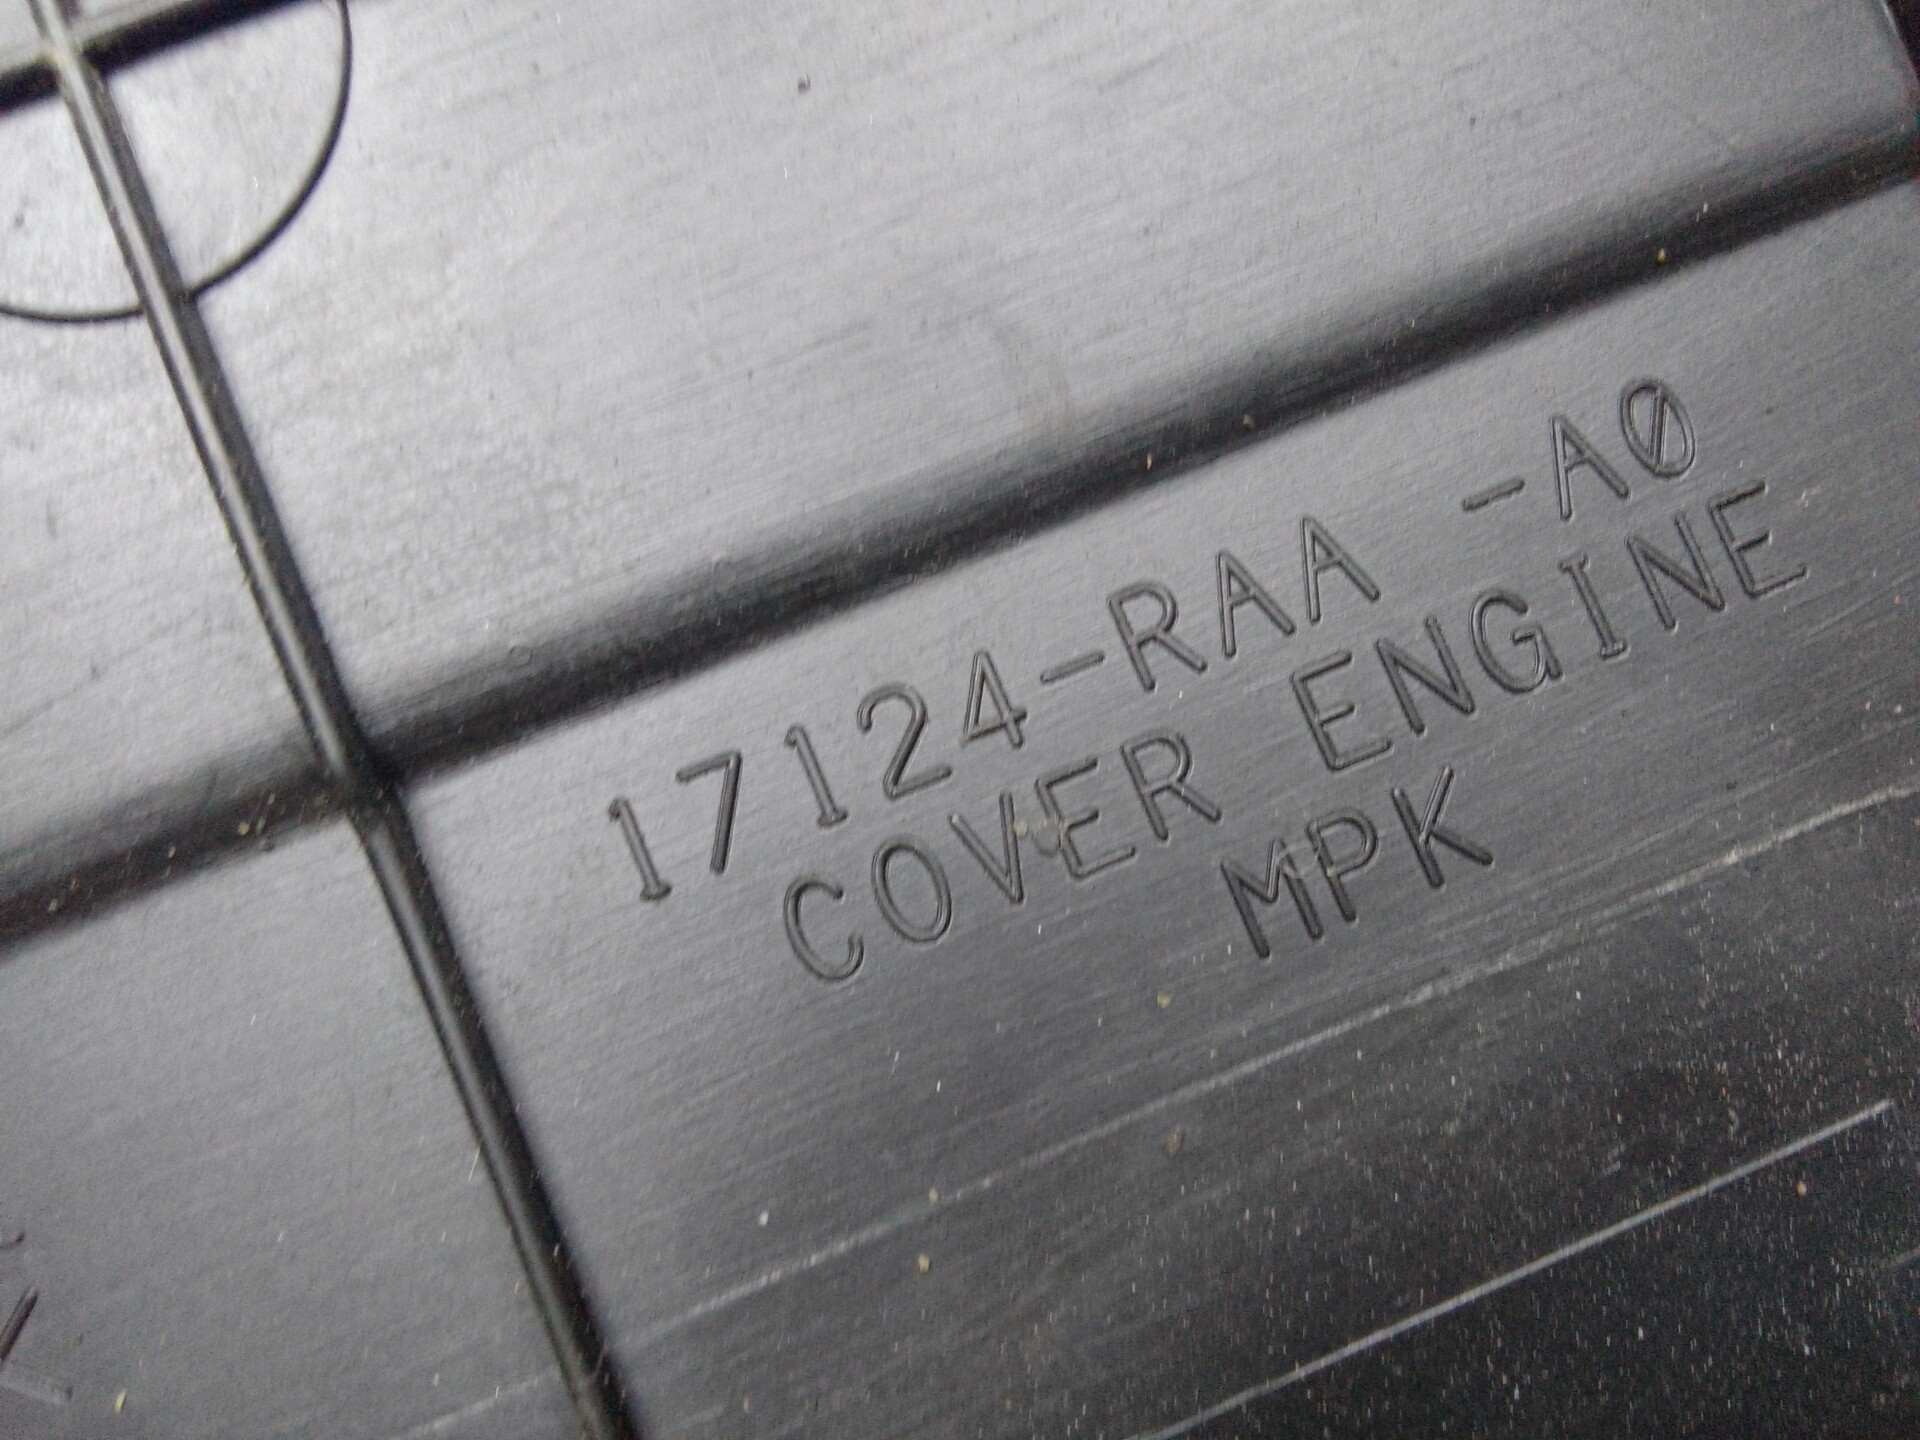 17124-RAA -A0
COVER ENGINE
MPK